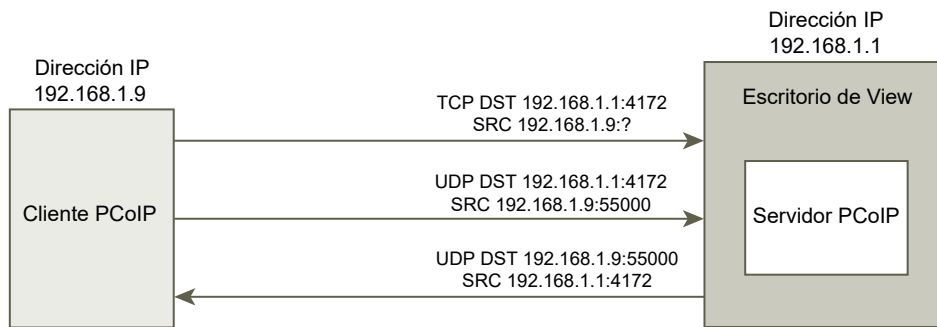 Dirección IP
192.168.1.9
Cliente PCoIP
TCP DST 192.168.1.1:4172
SRC 192.168.1.9:?
UDP DST 192.168.1.1:4172
SRC 192.168.1.9:55000
UDP DST 192.168.1.9:55000
SRC 192.168.1.1:4172
Dirección IP
192.168.1.1
Escritorio de View
Servidor PCoIP